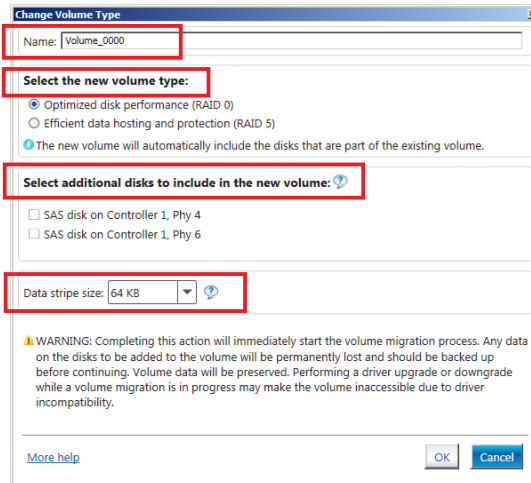 Change Volume Type
Name: Volume_0000
Select the new volume type:
Optimized disk performance (RAID 0)
Efficient data hosting and protection (RAID 5)
The new volume will automatically include the disks that are part of the existing volume.
Select additional disks to include in the new volume:
SAS disk on Controller 1, Phy 4
SAS disk on Controller 1, Phy 6
Data stripe size: 64 KB
WARNING: Completing this action will immediately start the volume migration process. Any data
on the disks to be added to the volume will be permanently lost and should be backed up
before continuing. Volume data will be preserved. Performing a driver upgrade or downgrade
while a volume migration is in progress may make the volume inaccessible due to driver
incompatibility.
More help
OK
Cancel